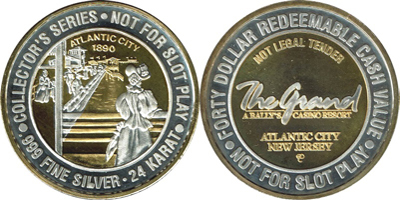 COLLECTOR'S SERIES • NOT FOR SLOT PLAY •
.999 FINE SILVER • 24 KARAT •
ATLANTIC CITY
1890
FORTY DOLLAR REDEEMABLE CASH VALUE
• NOT FOR SLOT PLAY •
NOT LEGAL TENDER
The Grand
A BALLY'S CASINO RESORT
ATLANTIC CITY
NEW JERSEY